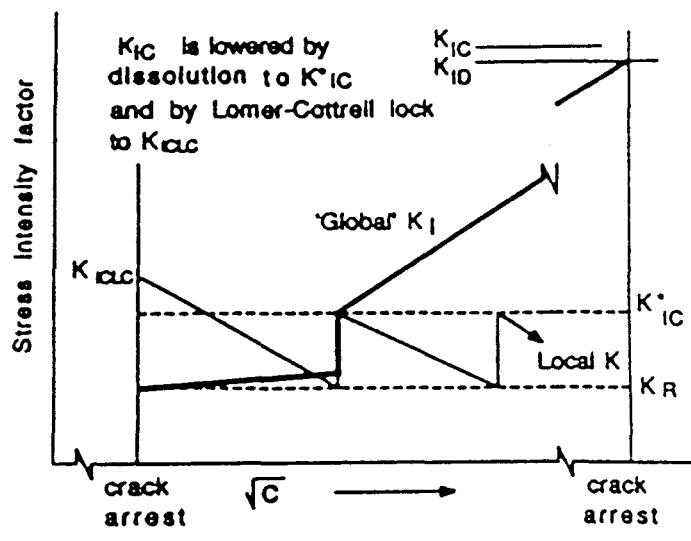 K_IC is lowered by
dissolution to K*_IC
and by Lomer-Cottrell lock
to K_ICLC
K_IC
K_ID
Stress Intensity factor
"Global" K_I
K_ICLC
K*_IC
Local K
K_R
crack
arrest
√C
crack
arrest